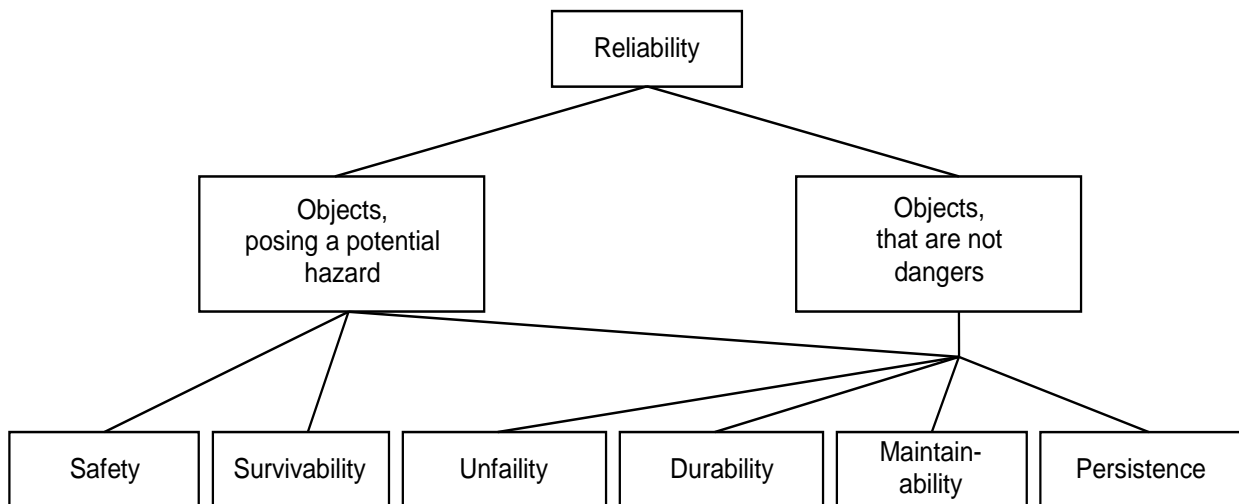 Reliability
Objects,
posing a potential
hazard
Objects,
that are not
dangers
Safety
Survivability
Unfaility
Durability
Maintain-
ability
Persistence